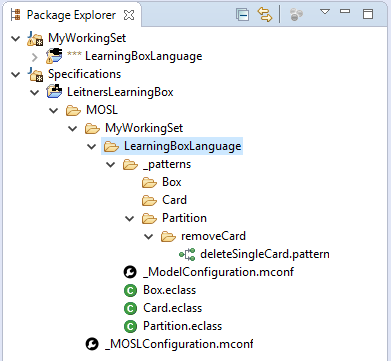 Package Explorer
MyWorkingSet
*** LearningBoxLanguage
Specifications
LeitnersLearningBox
MOSL
MyWorkingSet
LearningBoxLanguage
_patterns
Box
Card
Partition
removeCard
deleteSingleCard.pattern
_ModelConfiguration.mconf
Box.eclass
Card.eclass
Partition.eclass
_MOSLConfiguration.mconf